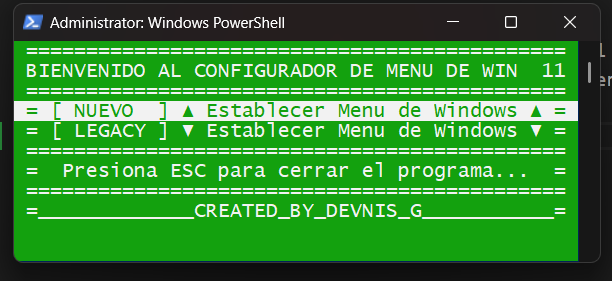 Administrator: Windows PowerShell
=============================================
BIENVENIDO AL CONFIGURADOR DE MENU DE WIN  11
=============================================
= [ NUEVO  ] ▲ Establecer Menu de Windows ▲ =
= [ LEGACY ] ▼ Establecer Menu de Windows ▼ =
=============================================
=  Presiona ESC para cerrar el programa...  =
=============================================
=_____________CREATED_BY_DEVNIS_G___________=